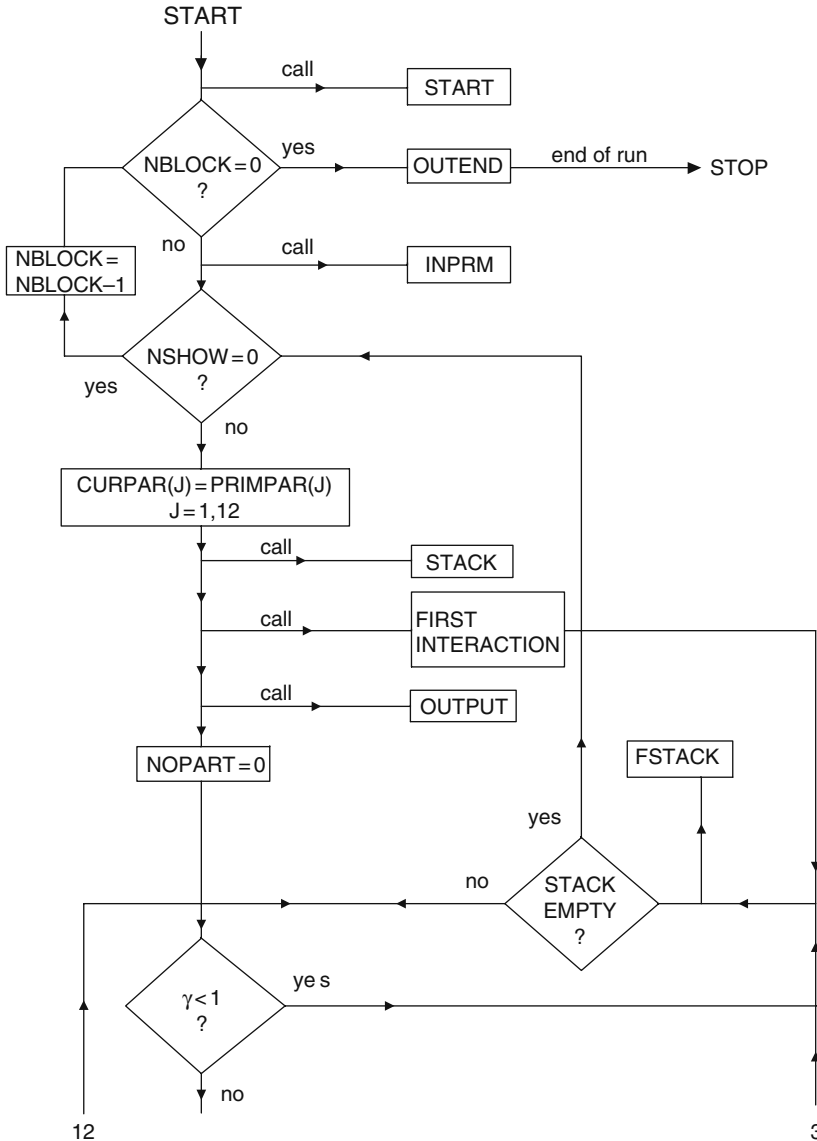 START
call
START
NBLOCK=0
?
yes
OUTEND
end of run
STOP
no
call
INPRM
NBLOCK=
NBLOCK–1
NSHOW=0
?
yes
no
CURPAR(J)=PRIMPAR(J)
J=1,12
call
STACK
call
FIRST
INTERACTION
call
OUTPUT
NOPART=0
FSTACK
yes
no
STACK
EMPTY
?
γ<1
?
ye s
no
12
3